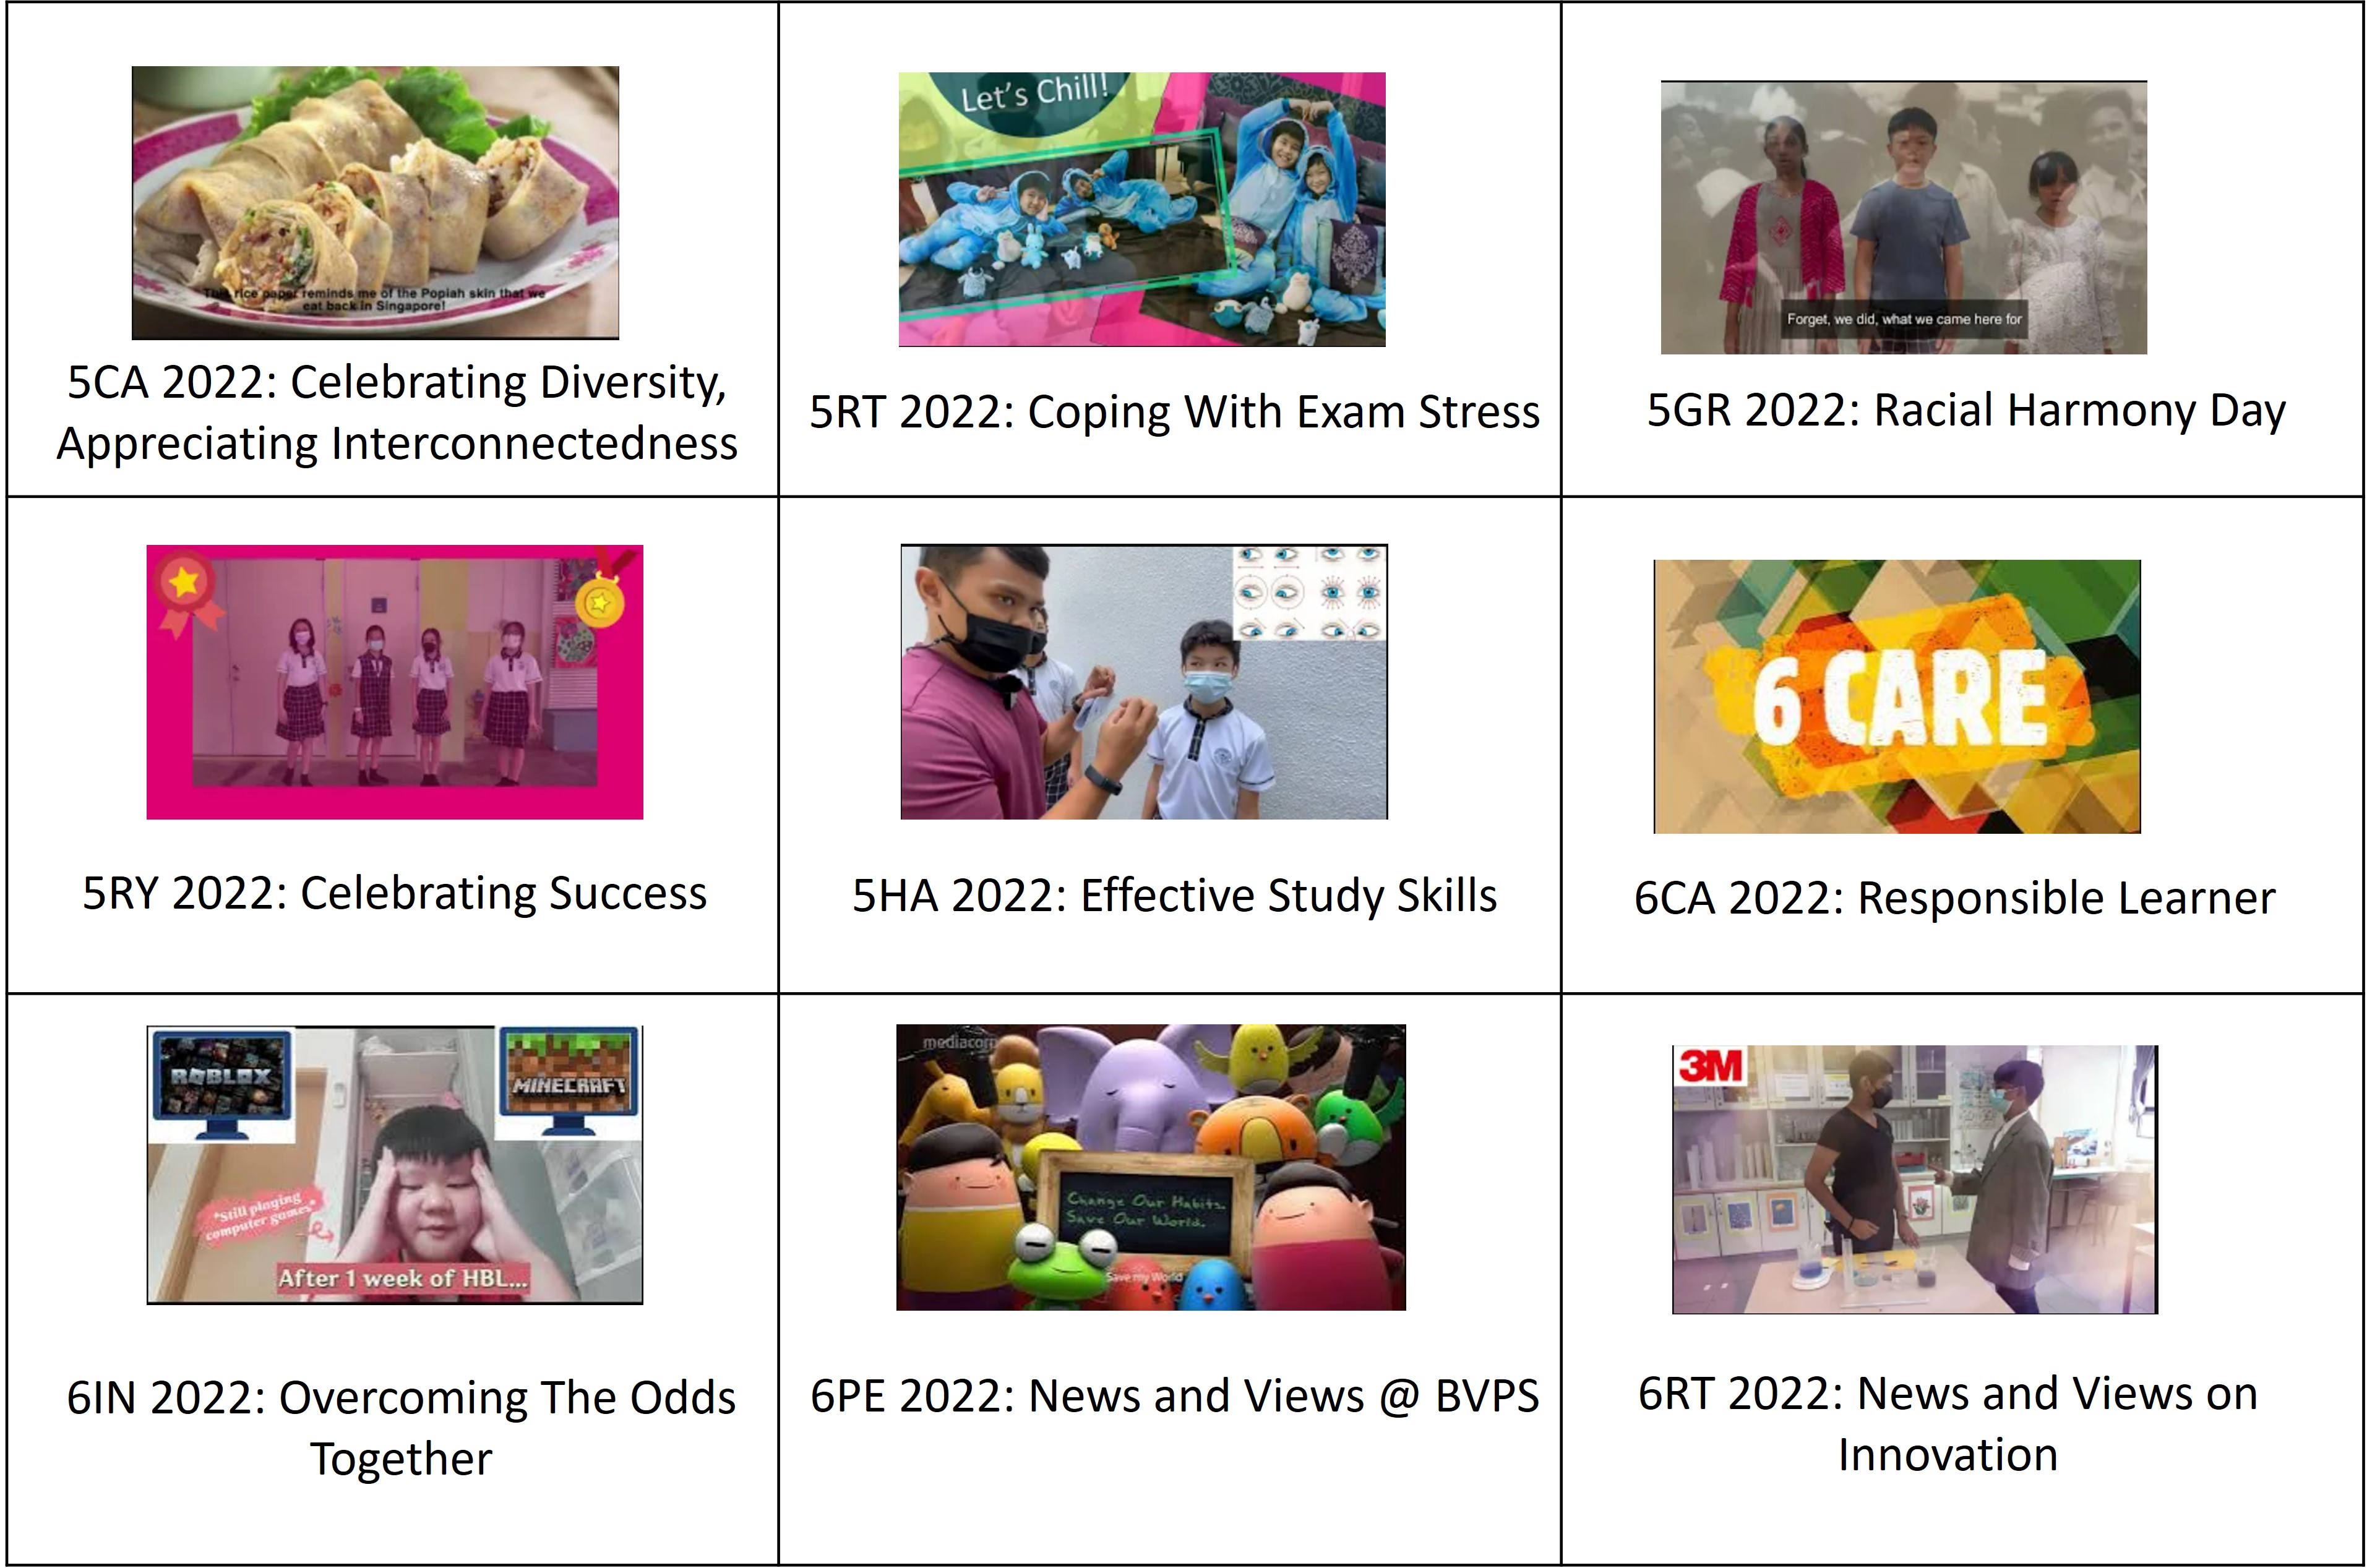 This rice paper reminds me of the Popiah skin that we
eat back in Singapore!
5CA 2022: Celebrating Diversity,
Appreciating Interconnectedness
Let's Chill!
5RT 2022: Coping With Exam Stress
Forget, we did, what we came here for
5GR 2022: Racial Harmony Day
5RY 2022: Celebrating Success
5HA 2022: Effective Study Skills
6 CARE
6CA 2022: Responsible Learner
ROBLOX
MINECRAFT
*Still playing
computer games*
After 1 week of HBL...
6IN 2022: Overcoming The Odds
Together
mediacorp
Change Our Habits.
Save Our World.
Save my World
6PE 2022: News and Views @ BVPS
3M
6RT 2022: News and Views on
Innovation